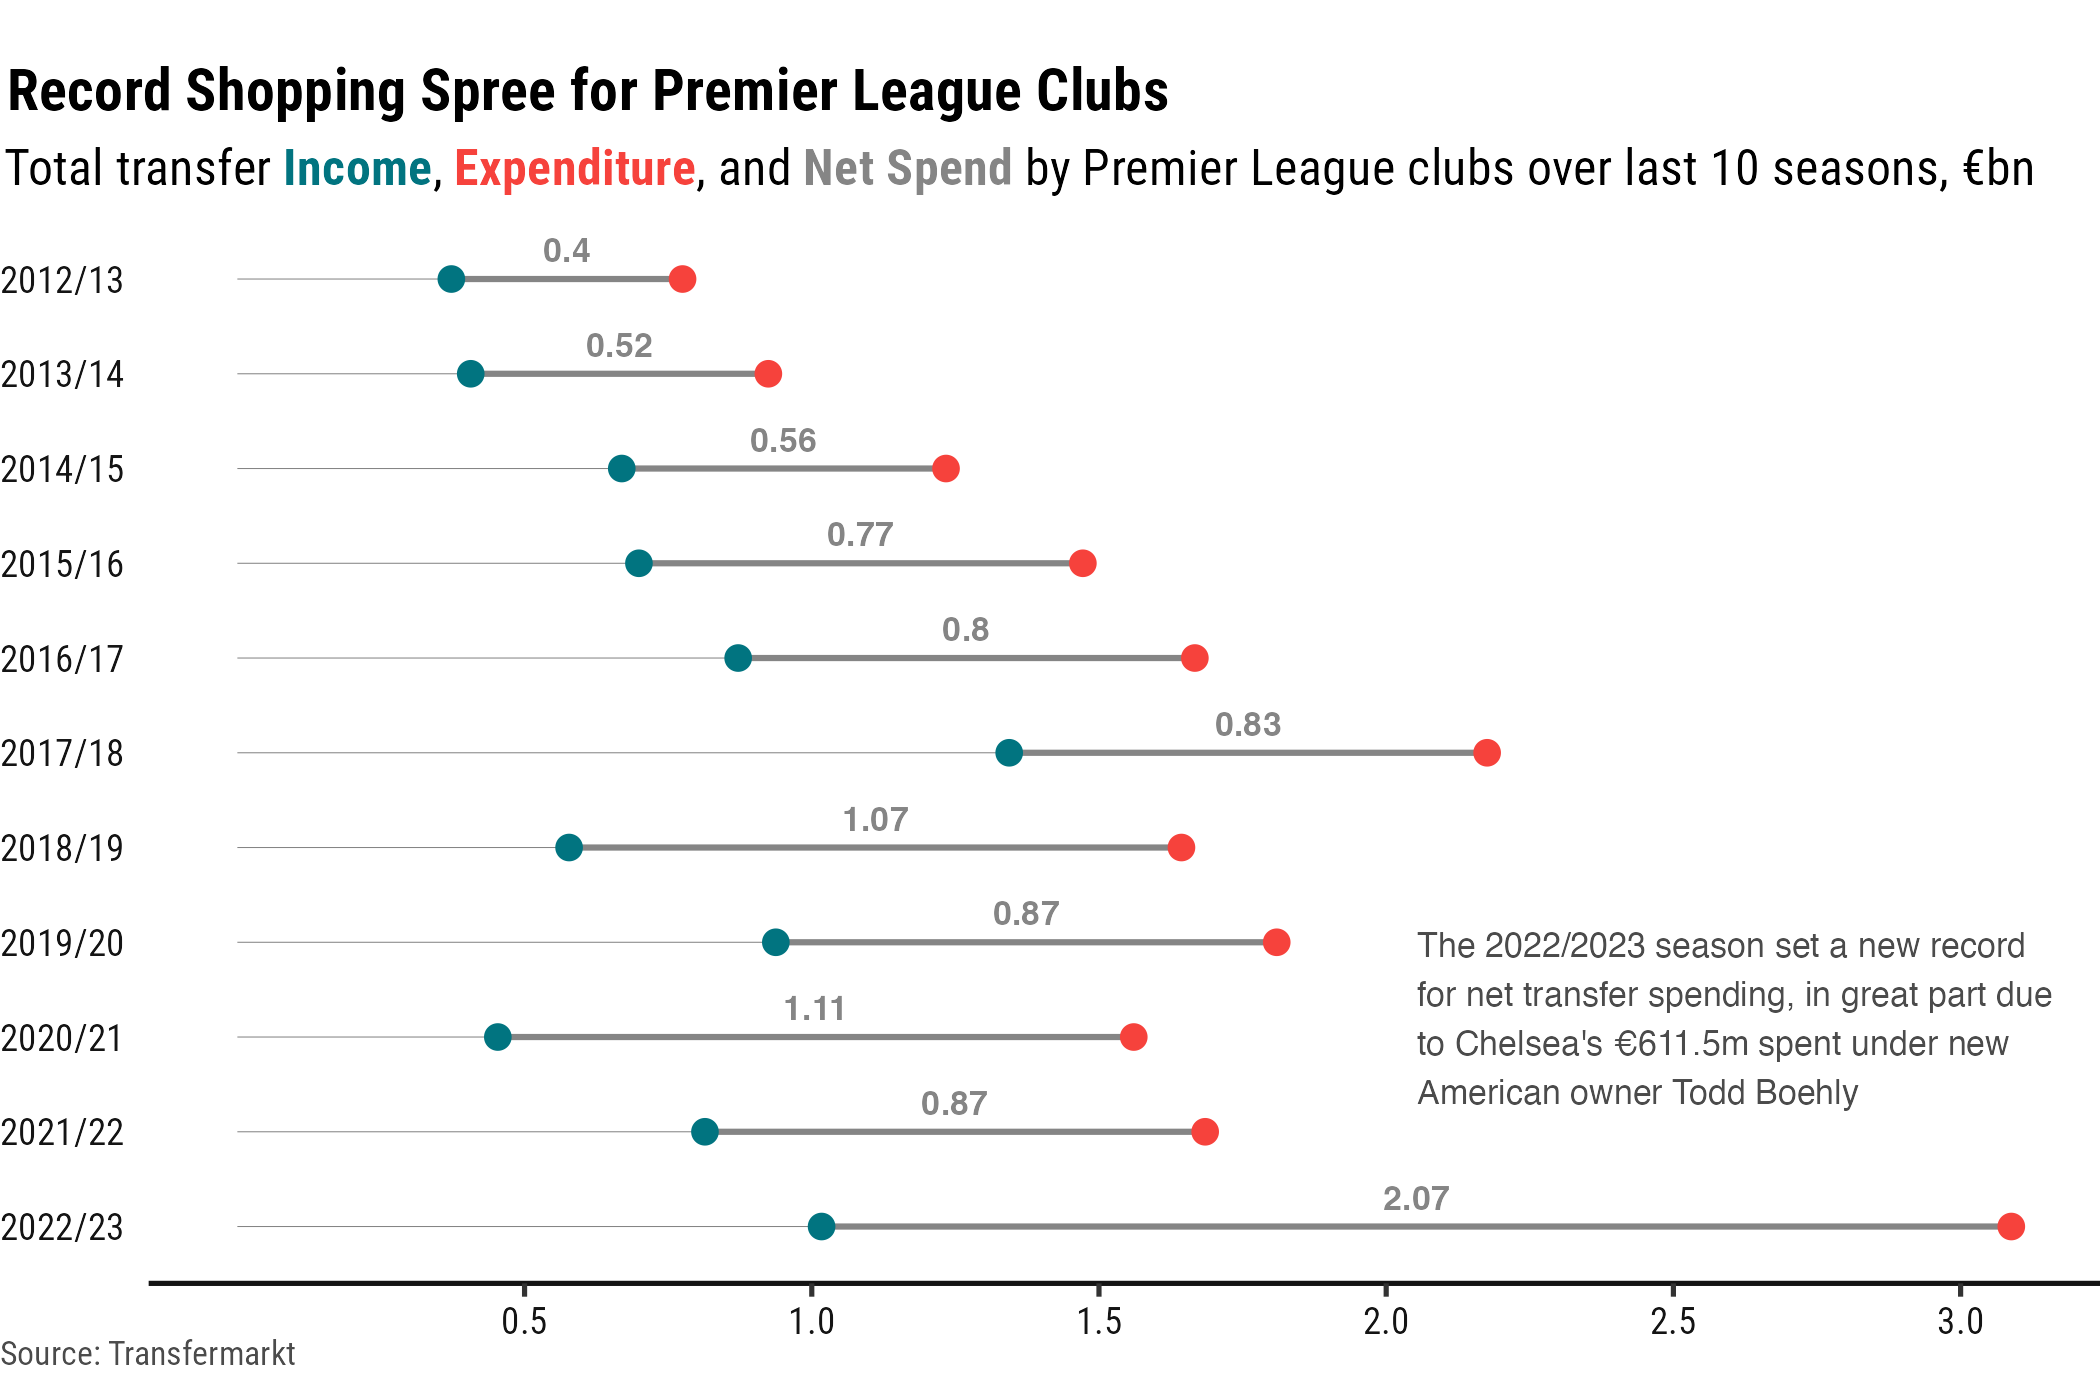 Record Shopping Spree for Premier League Clubs
Total transfer Income, Expenditure, and Net Spend by Premier League clubs over last 10 seasons, €bn
0.4
2012/13
0.52
2013/14
0.56
2014/15
0.77
2015/16
0.8
2016/17
0.83
2017/18
1.07
2018/19
0.87
2019/20
The 2022/2023 season set a new record
for net transfer spending, in great part due
to Chelsea's €611.5m spent under new
American owner Todd Boehly
1.11
2020/21
0.87
2021/22
2.07
2022/23
0.5 1.0 1.5 2.0 2.5 3.0
Source: Transfermarkt